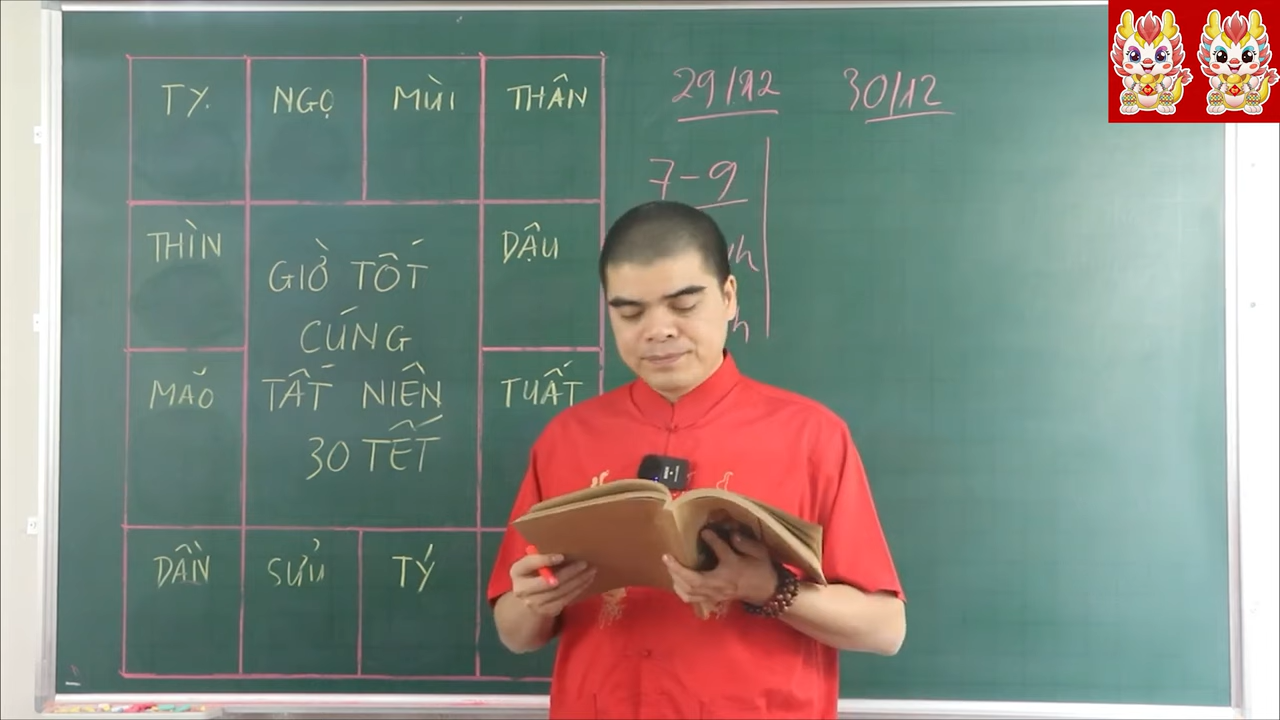 TỴ NGỌ MÙI THÂN
29/12 30/12
7-9
THÌN DẬU
GIỜ TỐT
CÚNG
MÃO TẤT NIÊN TUẤT
30 TẾT
DẦN SỬU TÝ